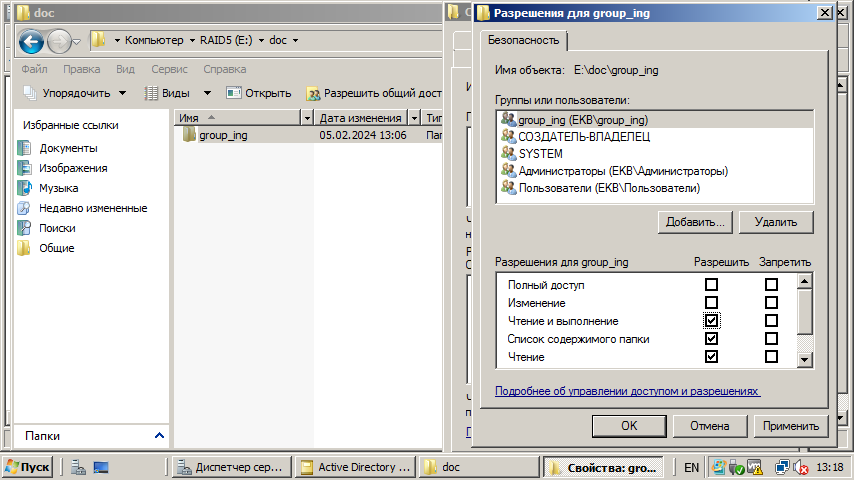 doc
С
Разрешения для group_ing
Компьютер
RAID5 (E:)
doc
Файл
Правка
Вид
Сервис
Справка
Упорядочить
Виды
Открыть
Разрешить общий дост
Имя
Дата изменения
Тип
group_ing
05.02.2024 13:06
Пап
Избранные ссылки
Документы
Изображения
Музыка
Недавно измененные
Поиски
Общие
Папки
Безопасность
Имя объекта: E:\doc\group_ing
Группы или пользователи:
group_ing (EKB\group_ing)
СОЗДАТЕЛЬ-ВЛАДЕЛЕЦ
SYSTEM
Администраторы (EKB\Администраторы)
Пользователи (EKB\Пользователи)
Добавить...
Удалить
Разрешения для group_ing
Разрешить
Запретить
Полный доступ
Изменение
Чтение и выполнение
Список содержимого папки
Чтение
Подробнее об управлении доступом и разрешениях
OK
Отмена
Применить
Пуск
Диспетчер сер...
Active Directory ...
doc
Свойства: gro...
EN
13:18